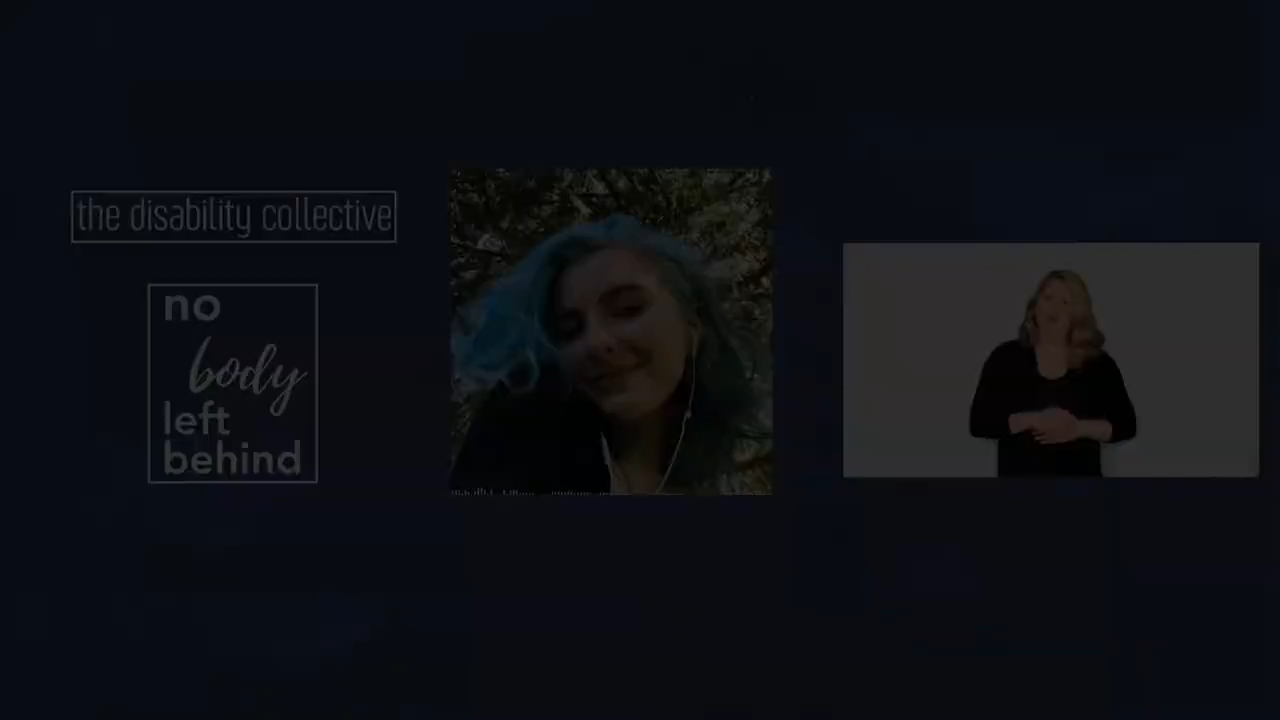 the disability collective
no
body
left
behind